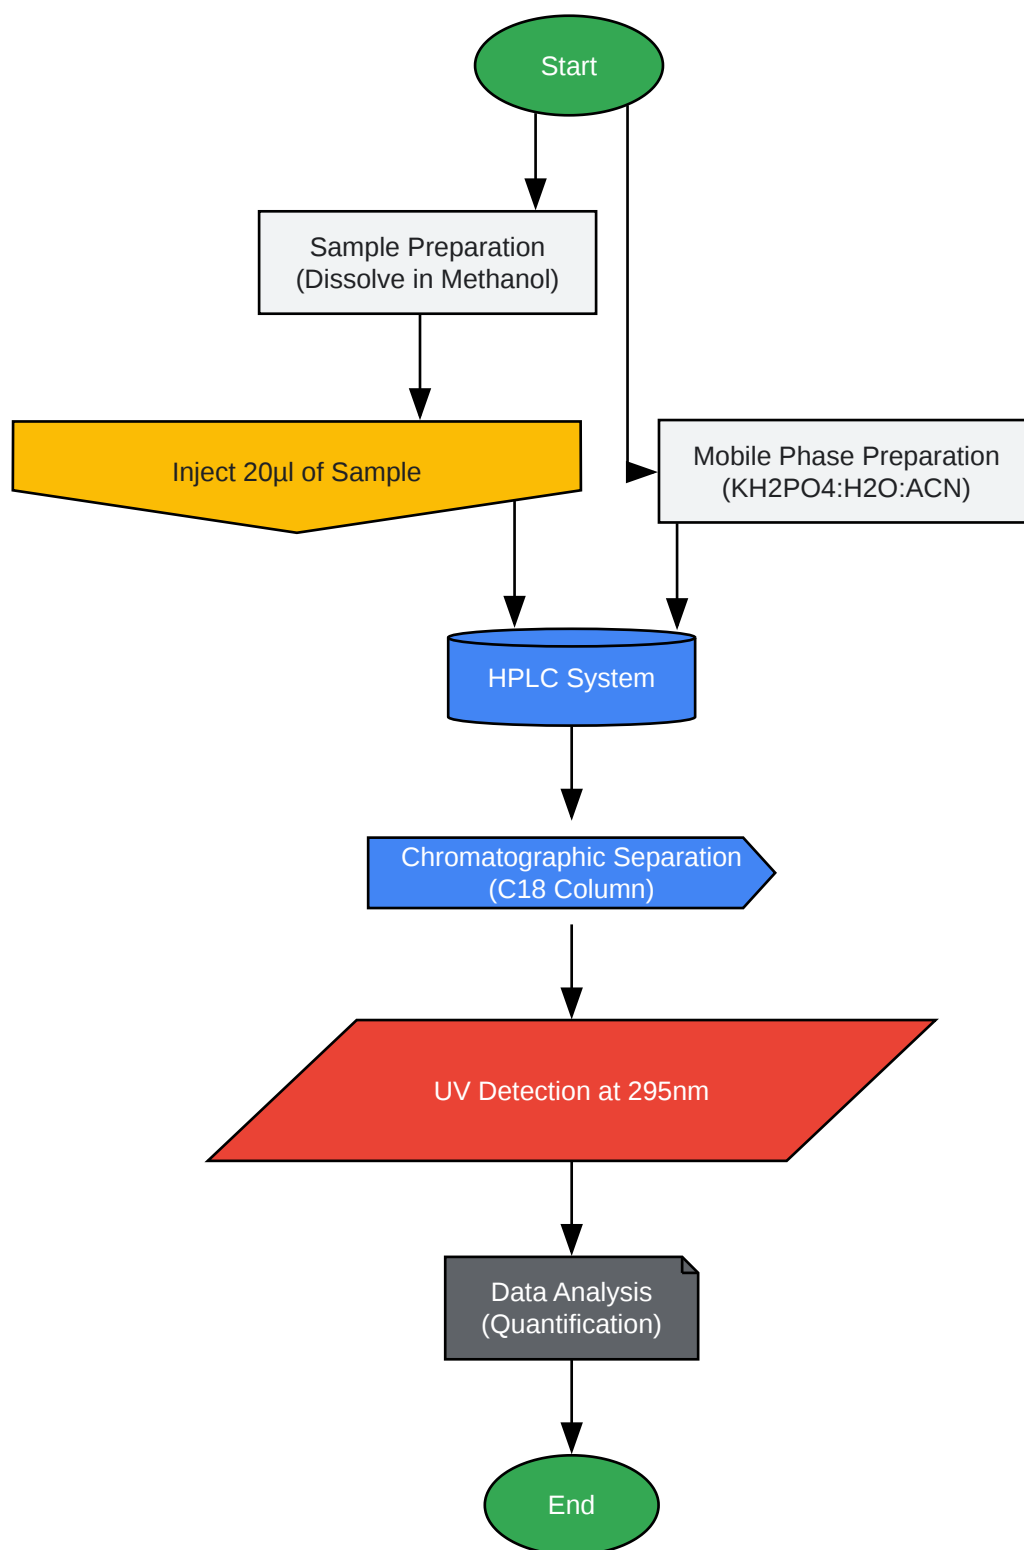 Start
Sample Preparation
(Dissolve in Methanol)
Inject 20µl of Sample
Mobile Phase Preparation
(KH2PO4:H2O:ACN)
HPLC System
Chromatographic Separation
(C18 Column)
UV Detection at 295nm
Data Analysis
(Quantification)
End